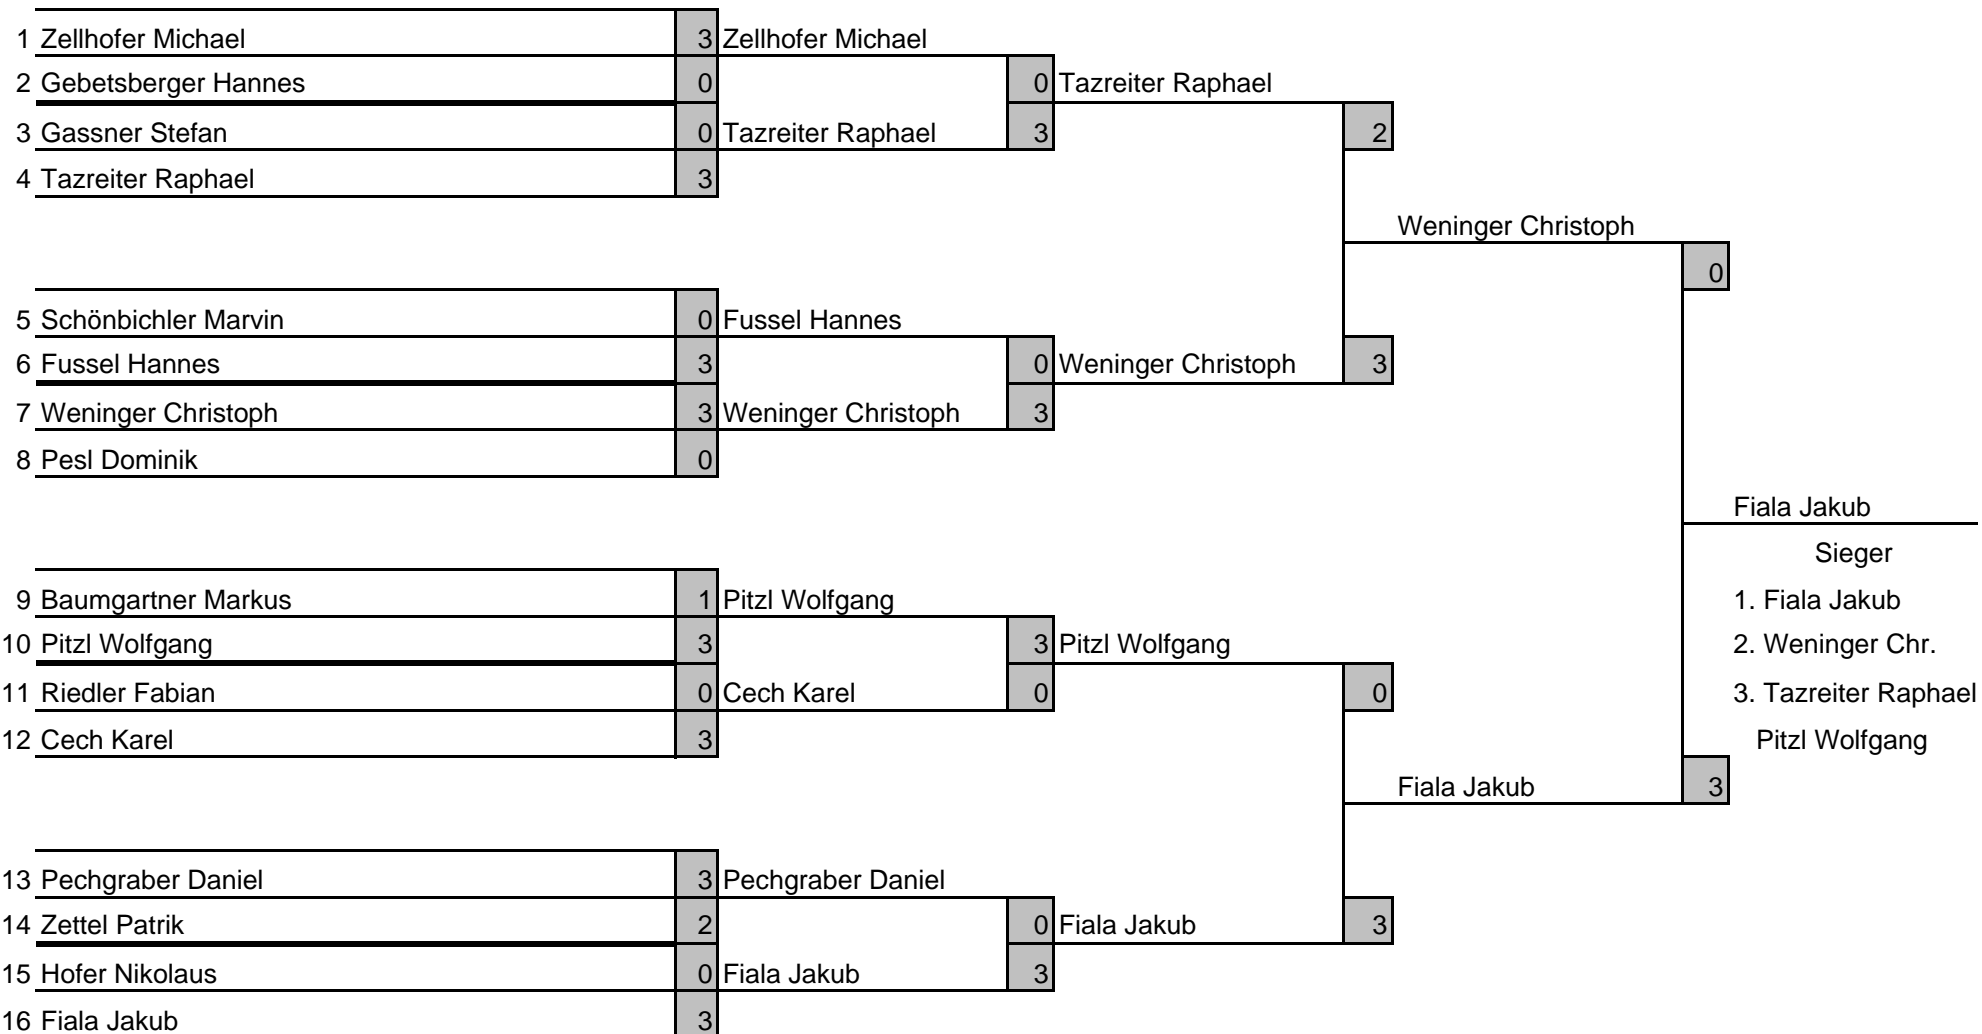 1 Zellhofer Michael 3 Zellhofer Michael
2 Gebetsberger Hannes 0 0 Tazreiter Raphael
3 Gassner Stefan 0 Tazreiter Raphael 3 2
4 Tazreiter Raphael 3
Weninger Christoph
0
5 Schönbichler Marvin 0 Fussel Hannes
6 Fussel Hannes 3 0 Weninger Christoph 3
7 Weninger Christoph 3 Weninger Christoph 3
8 Pesl Dominik 0
Fiala Jakub
Sieger
9 Baumgartner Markus 1 Pitzl Wolfgang 1. Fiala Jakub
10 Pitzl Wolfgang 3 3 Pitzl Wolfgang 2. Weninger Chr.
11 Riedler Fabian 0 Cech Karel 0 0 3. Tazreiter Raphael
12 Cech Karel 3 Pitzl Wolfgang
Fiala Jakub 3
13 Pechgraber Daniel 3 Pechgraber Daniel
14 Zettel Patrik 2 0 Fiala Jakub 3
15 Hofer Nikolaus 0 Fiala Jakub 3
16 Fiala Jakub 3